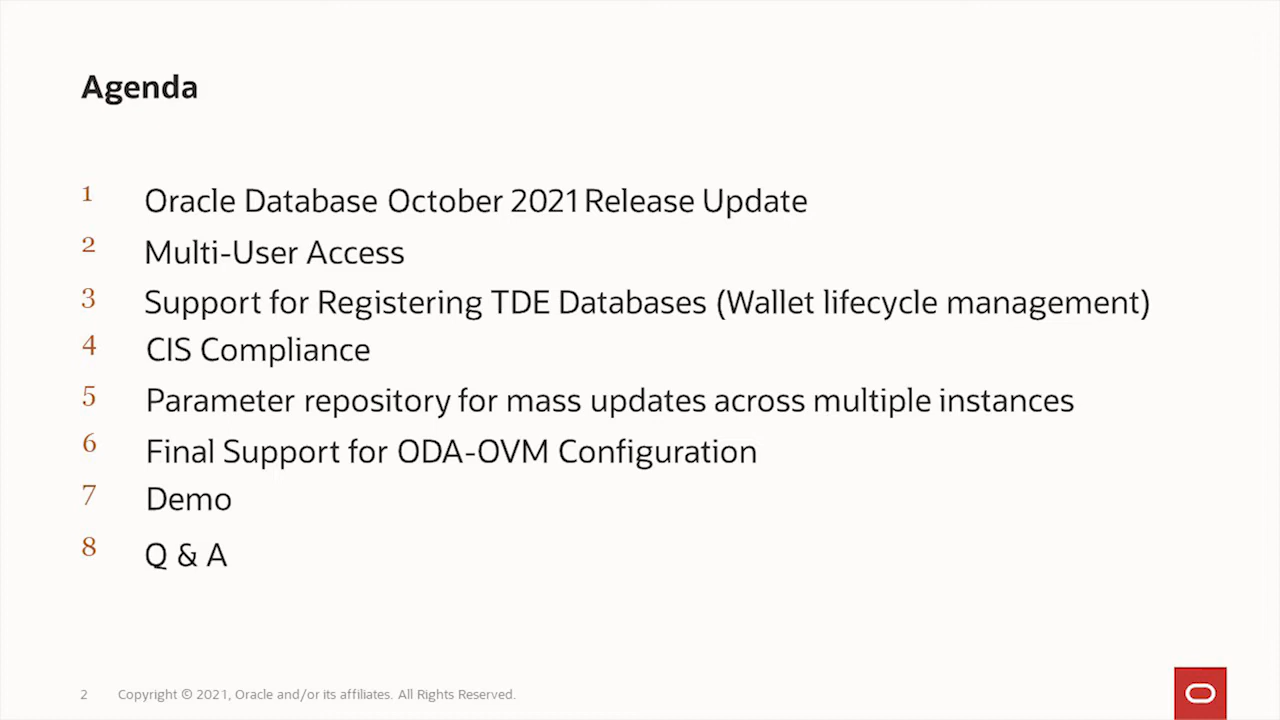 Agenda
1 Oracle Database October 2021 Release Update
2 Multi-User Access
3 Support for Registering TDE Databases (Wallet lifecycle management)
4 CIS Compliance
5 Parameter repository for mass updates across multiple instances
6 Final Support for ODA-OVM Configuration
7 Demo
8 Q & A
2 Copyright © 2021, Oracle and/or its affiliates. All Rights Reserved.